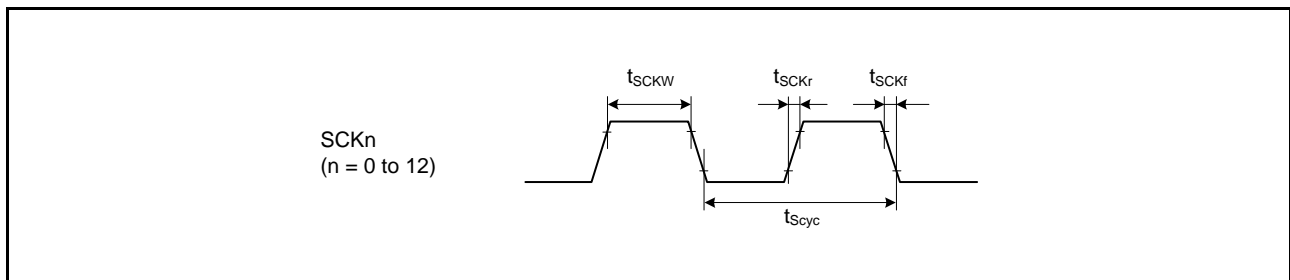 tSCKW
tSCKr
tSCKf
SCKn
(n = 0 to 12)
tScyc